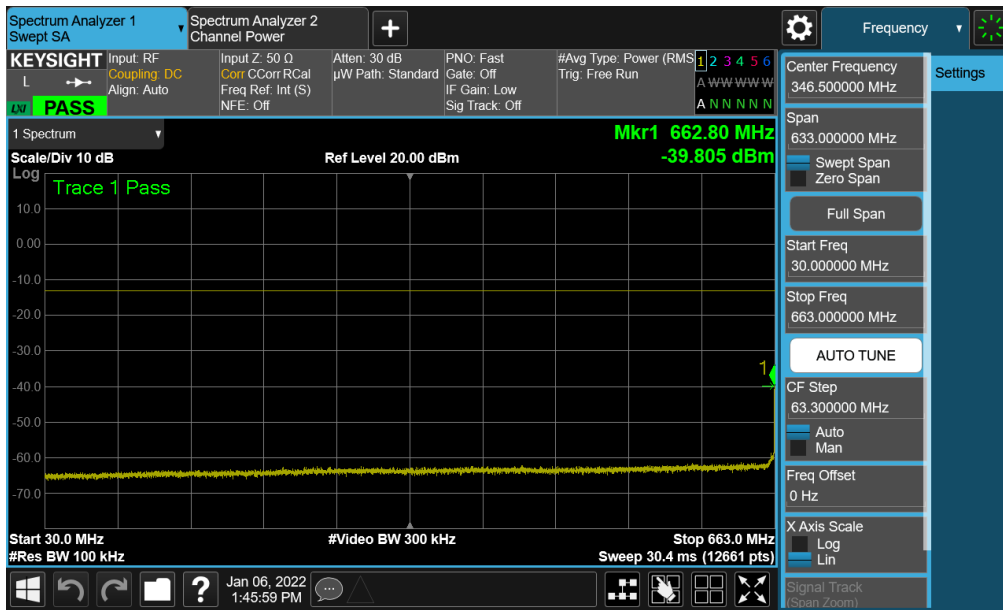 Spectrum Analyzer 1
Swept SA
Spectrum Analyzer 2
Channel Power
Frequency
KEYSIGHT
L
LXI
PASS
Input: RF
Coupling: DC
Align: Auto
Input Z: 50 Ω
Corr CCorr RCal
Freq Ref: Int (S)
NFE: Off
Atten: 30 dB
µW Path: Standard
PNO: Fast
Gate: Off
IF Gain: Low
Sig Track: Off
#Avg Type: Power (RMS
Trig: Free Run
1 2 3 4 5 6
A W W W W W
A N N N N N
1 Spectrum
Scale/Div 10 dB
Ref Level 20.00 dBm
Mkr1 662.80 MHz
-39.805 dBm
Log
Trace 1 Pass
10.0
0.00
-10.0
-20.0
-30.0
-40.0
-50.0
-60.0
-70.0
1
Start 30.0 MHz
#Res BW 100 kHz
#Video BW 300 kHz
Stop 663.0 MHz
Sweep 30.4 ms (12661 pts)
Center Frequency
346.500000 MHz
Span
633.000000 MHz
Swept Span
Zero Span
Full Span
Start Freq
30.000000 MHz
Stop Freq
663.000000 MHz
AUTO TUNE
CF Step
63.300000 MHz
Auto
Man
Freq Offset
0 Hz
X Axis Scale
Log
Lin
Signal Track
(Span Zoom)
Settings
Jan 06, 2022
1:45:59 PM